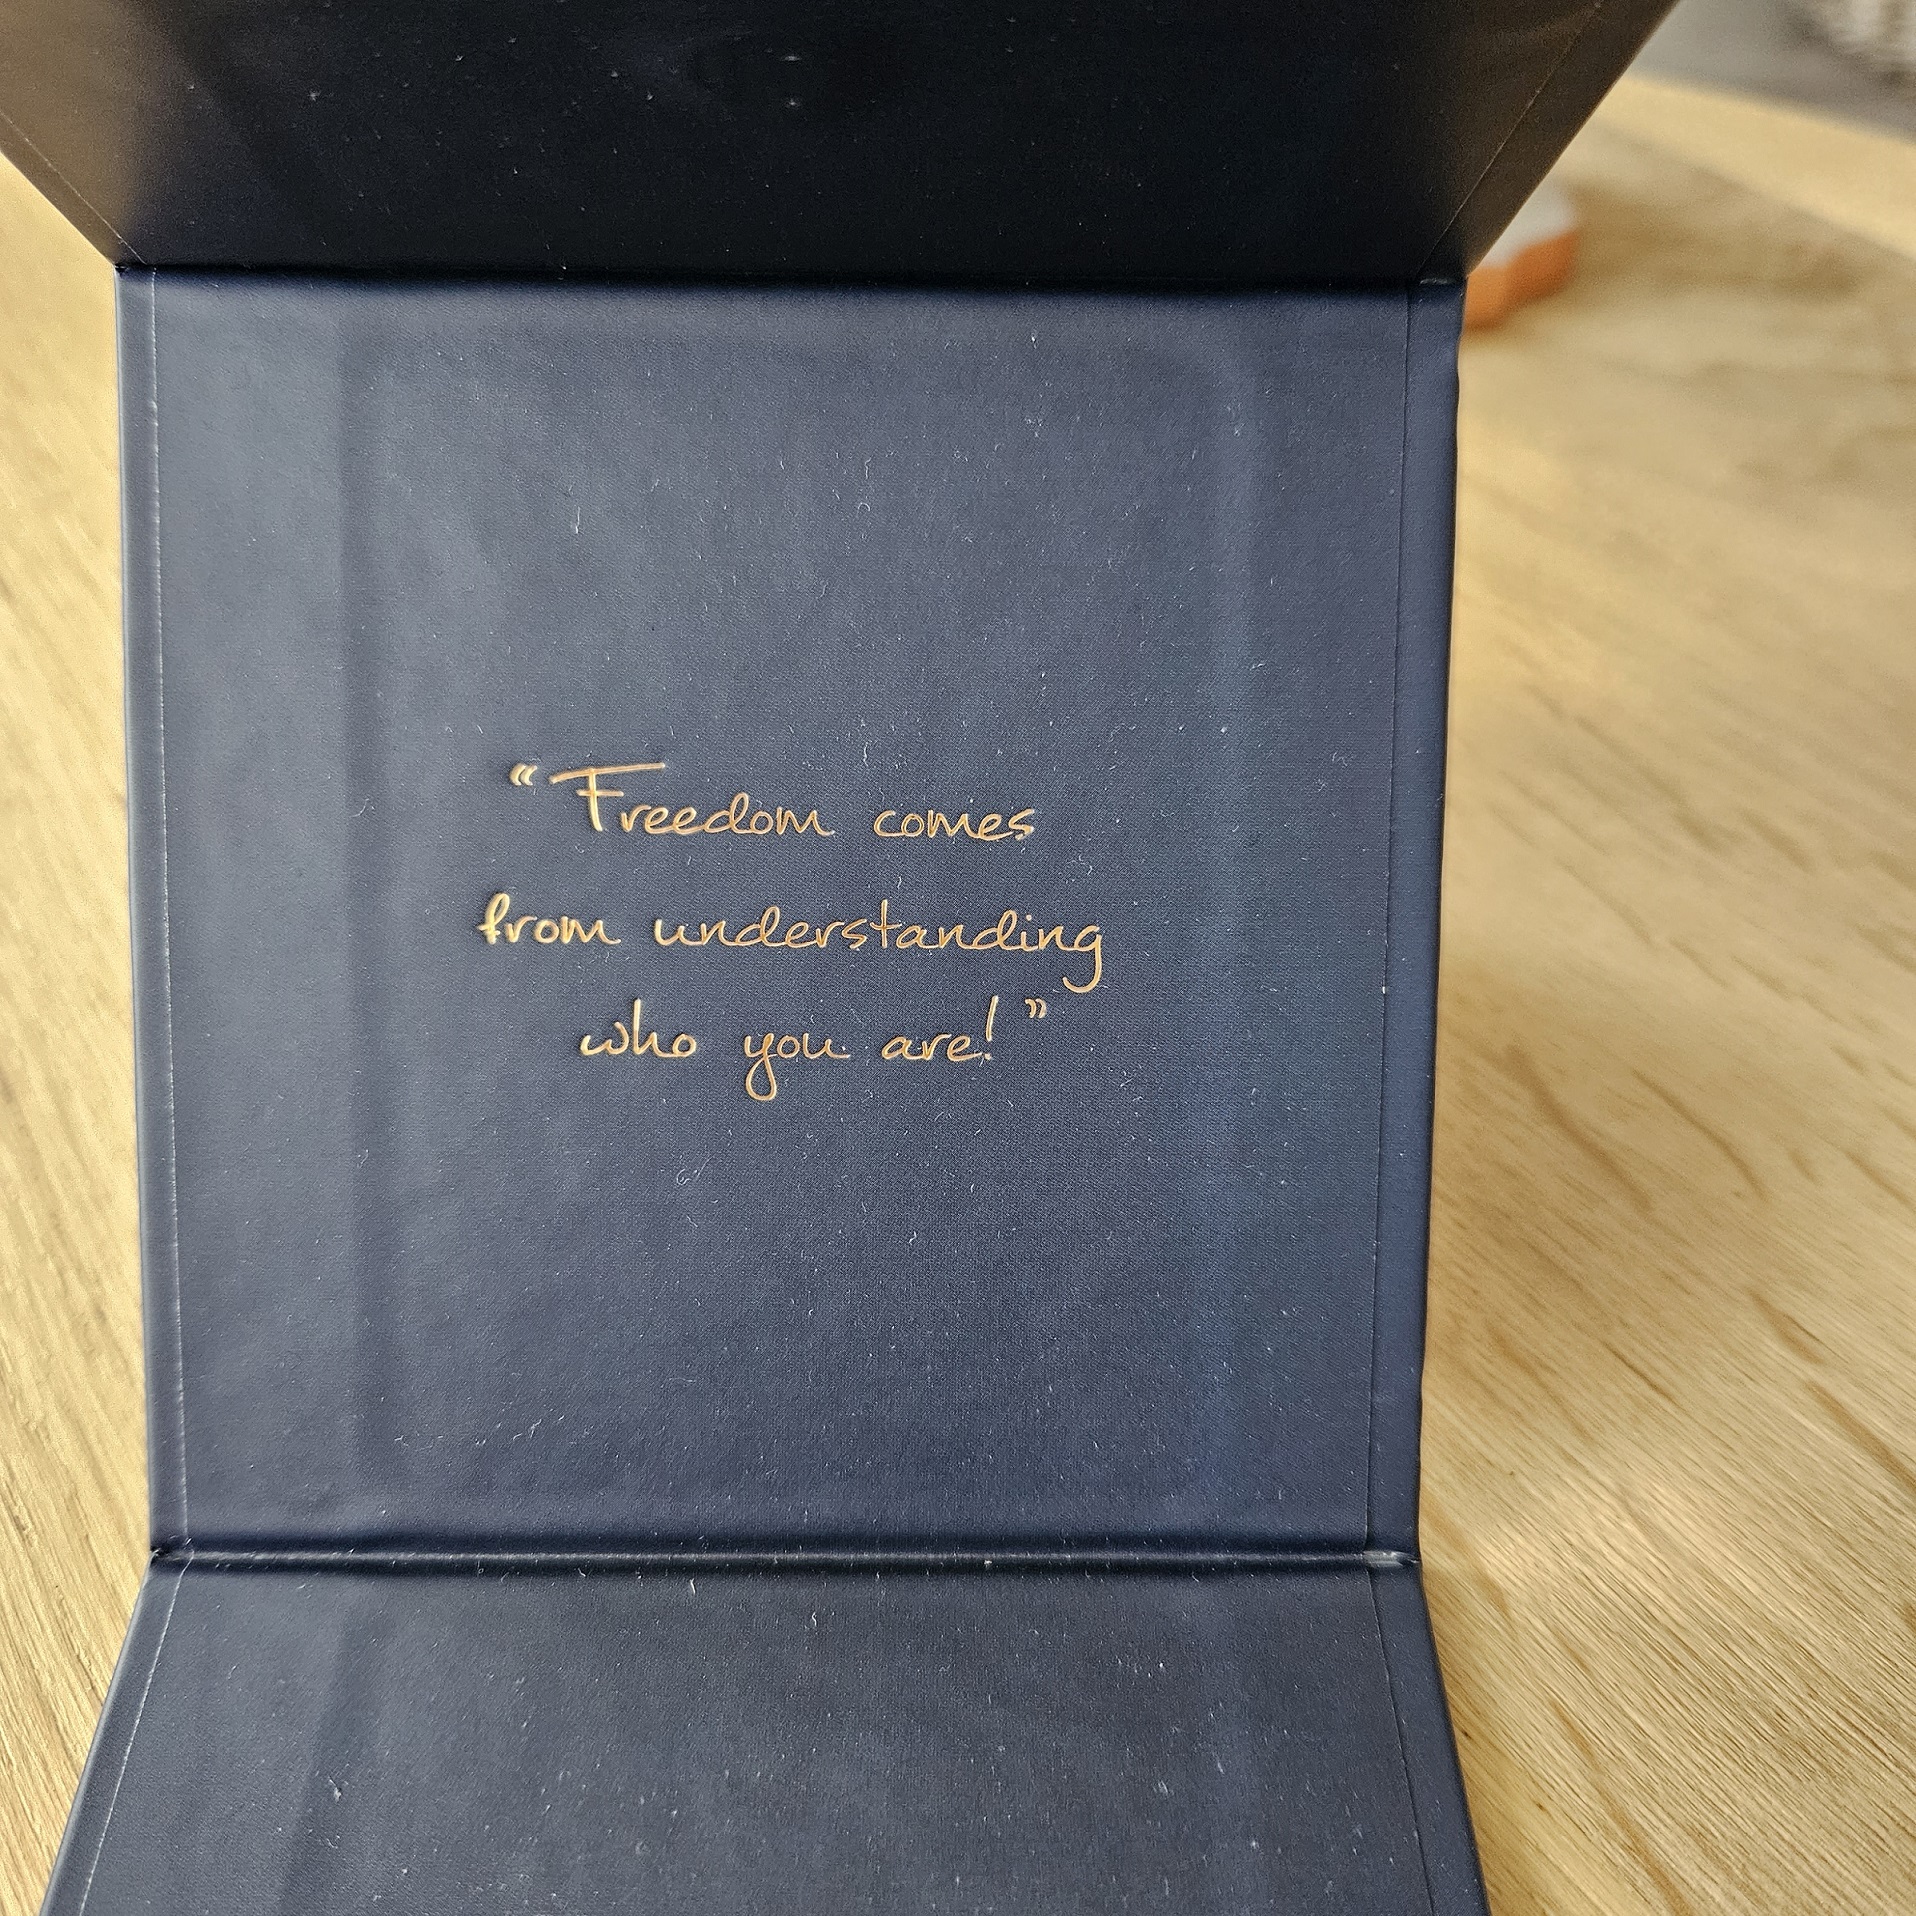 “Freedom comes
from understanding
who you are!”